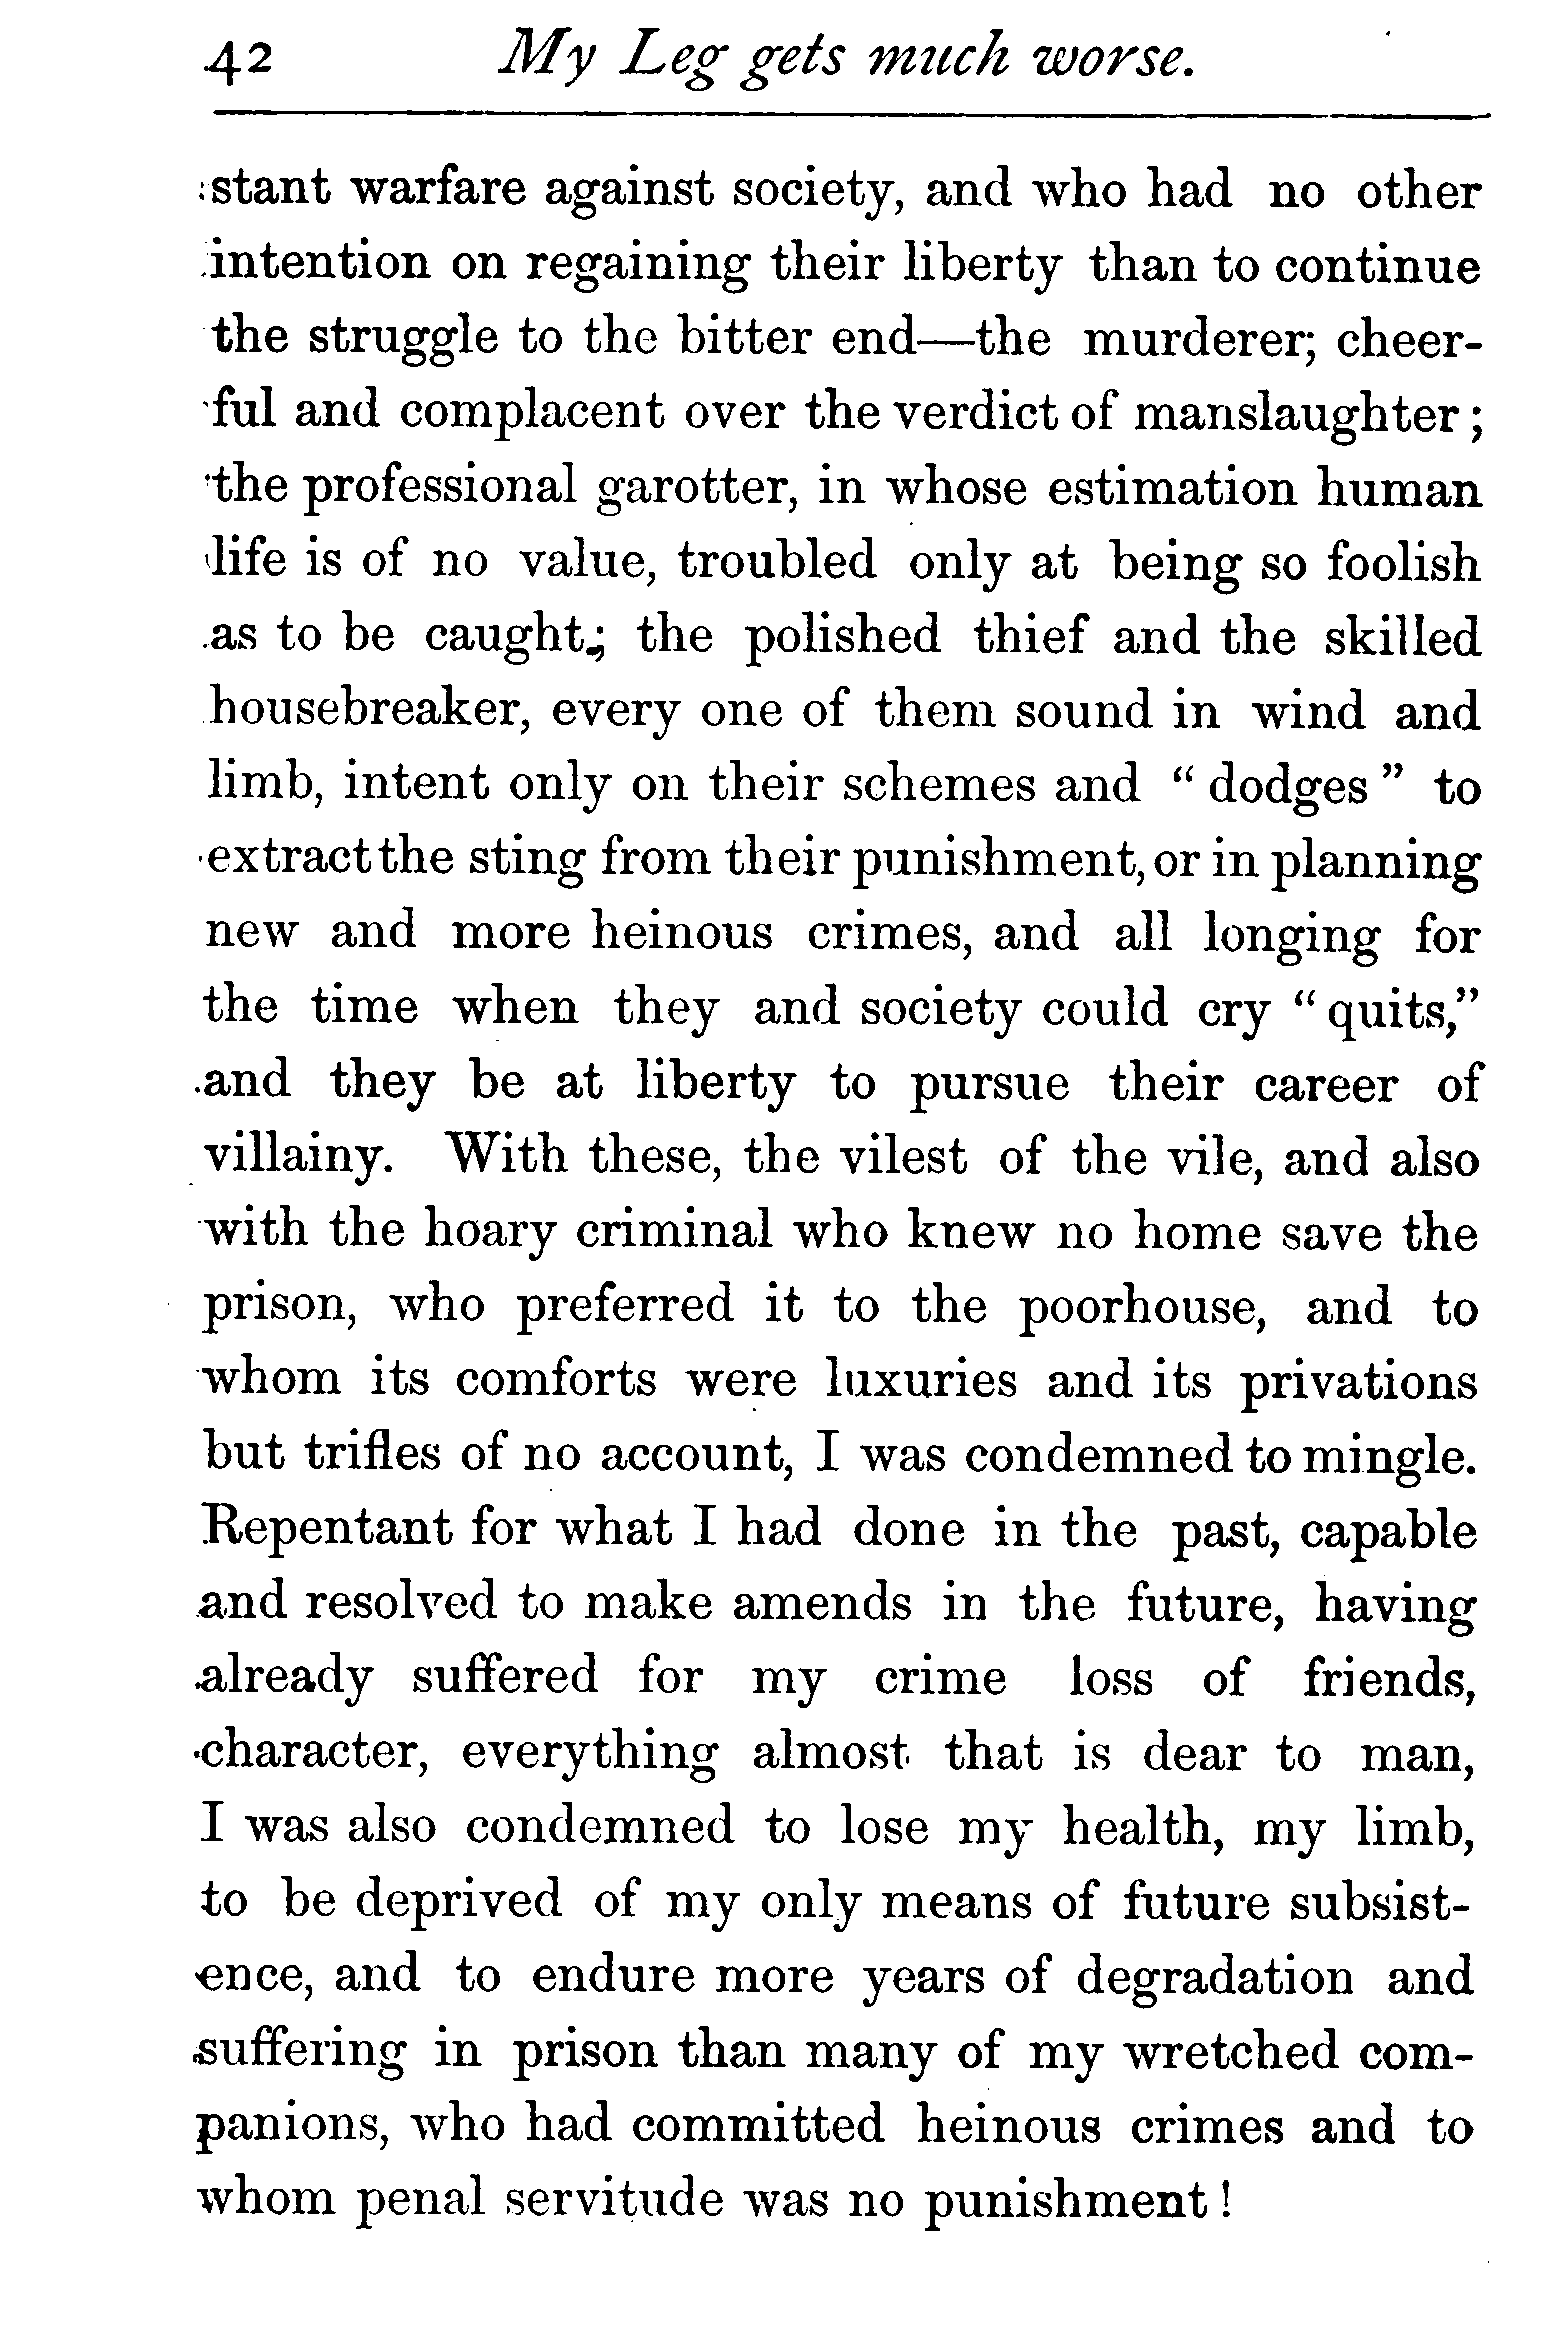 42 My Leg gets much worse.
stant warfare against society, and who had no other
intention on regaining their liberty than to continue
the struggle to the bitter end—the murderer; cheer-
ful and complacent over the verdict of manslaughter;
the professional garotter, in whose estimation human
life is of no value, troubled only at being so foolish
as to be caught; the polished thief and the skilled
housebreaker, every one of them sound in wind and
limb, intent only on their schemes and “ dodges ” to
extract the sting from their punishment, or in planning
new and more heinous crimes, and all longing for
the time when they and society could cry “ quits,”
and they be at liberty to pursue their career of
villainy. With these, the vilest of the vile, and also
with the hoary criminal who knew no home save the
prison, who preferred it to the poorhouse, and to
whom its comforts were luxuries and its privations
but trifles of no account, I was condemned to mingle.
Repentant for what I had done in the past, capable
and resolved to make amends in the future, having
already suffered for my crime loss of friends,
character, everything almost that is dear to man,
I was also condemned to lose my health, my limb,
to be deprived of my only means of future subsist-
ence, and to endure more years of degradation and
suffering in prison than many of my wretched com-
panions, who had committed heinous crimes and to
whom penal servitude was no punishment !